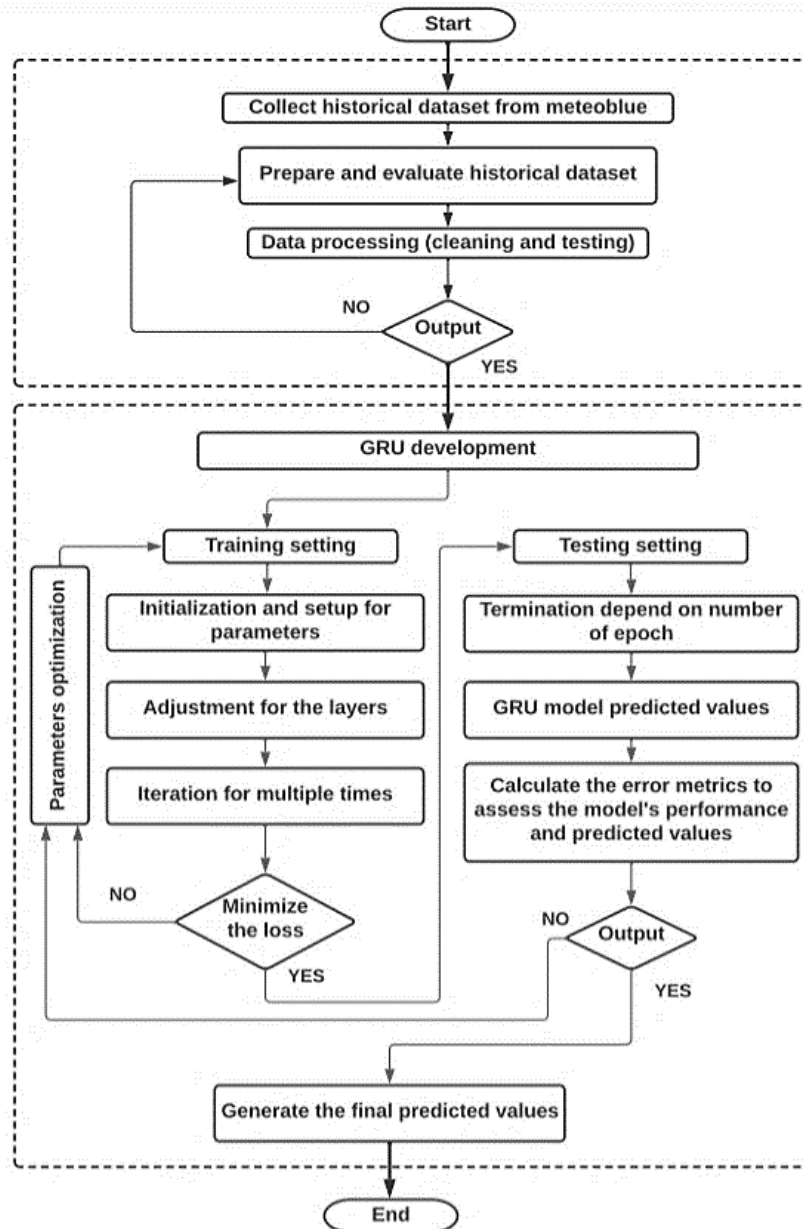 Start
Collect historical dataset from meteoblue
Prepare and evaluate historical dataset
Data processing (cleaning and testing)
NO
Output
YES
GRU development
Training setting
Initialization and setup for
parameters
Adjustment for the layers
Iteration for multiple times
Parameters optimization
NO
Minimize
the loss
YES
Testing setting
Termination depend on number
of epoch
GRU model predicted values
Calculate the error metrics to
assess the model's performance
and predicted values
NO
Output
YES
Generate the final predicted values
End